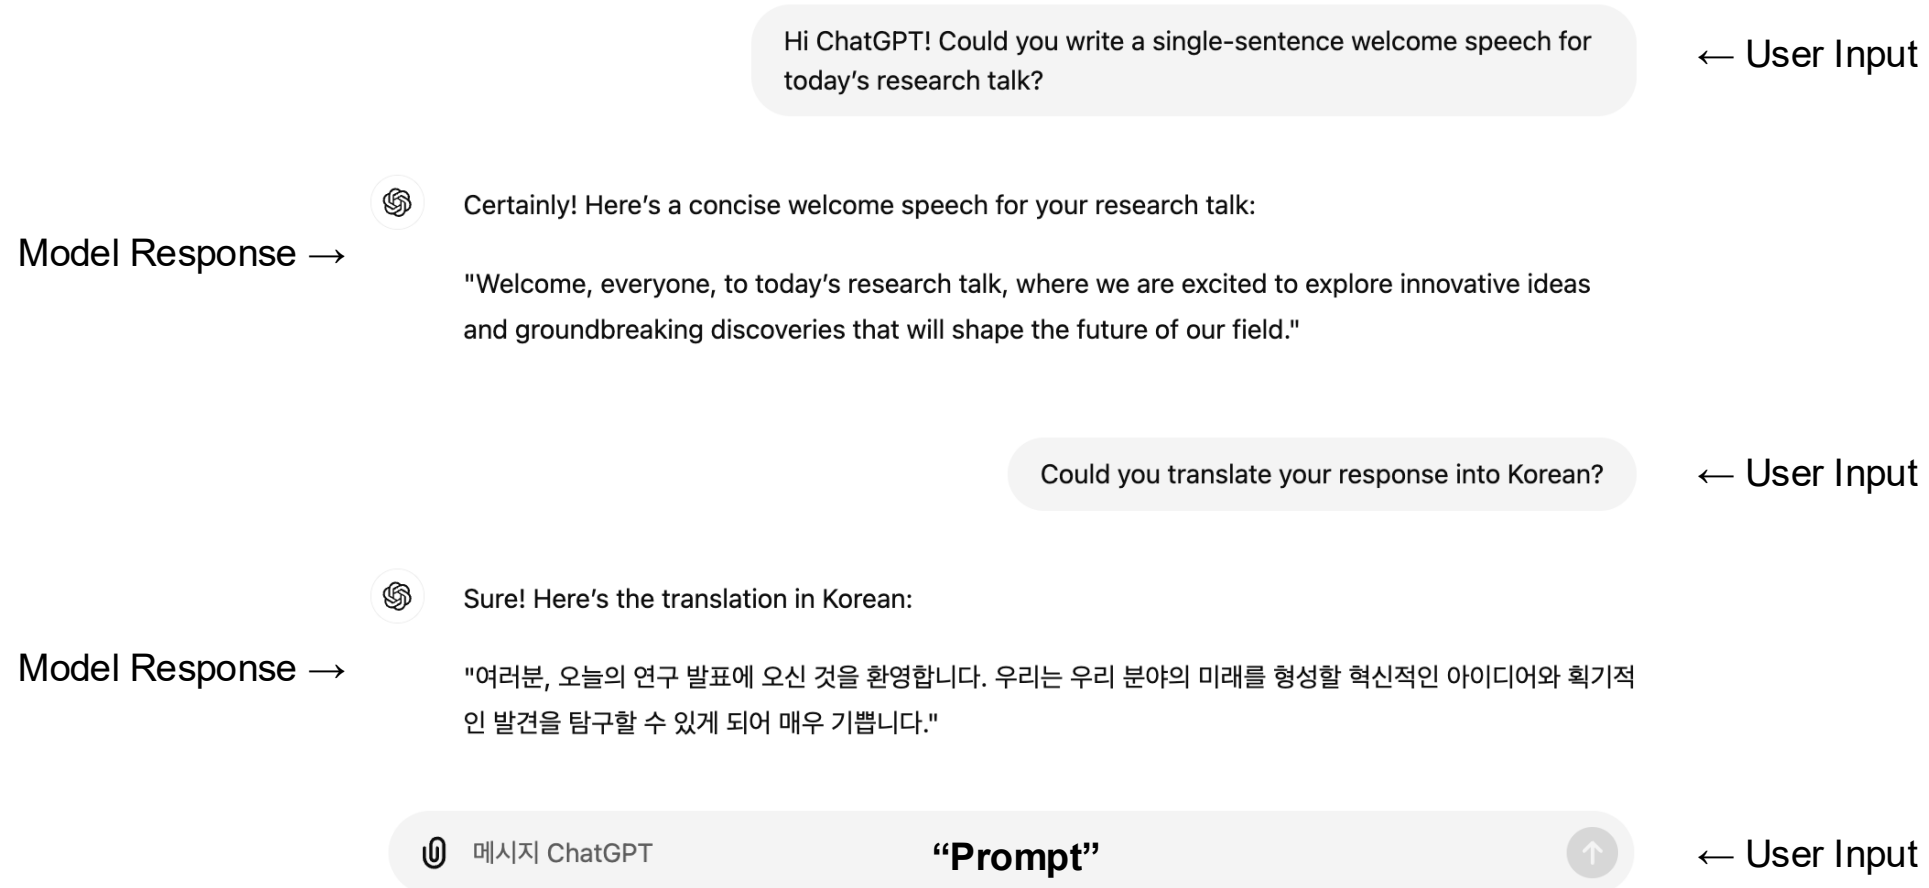 Hi ChatGPT! Could you write a single-sentence welcome speech for
today’s research talk?
← User Input
Certainly! Here’s a concise welcome speech for your research talk:
Model Response →
"Welcome, everyone, to today’s research talk, where we are excited to explore innovative ideas
and groundbreaking discoveries that will shape the future of our field."
Could you translate your response into Korean?
← User Input
Sure! Here’s the translation in Korean:
Model Response →
"여러분, 오늘의 연구 발표에 오신 것을 환영합니다. 우리는 우리 분야의 미래를 형성할 혁신적인 아이디어와 획기적
인 발견을 탐구할 수 있게 되어 매우 기쁩니다."
메시지 ChatGPT
“Prompt”
← User Input